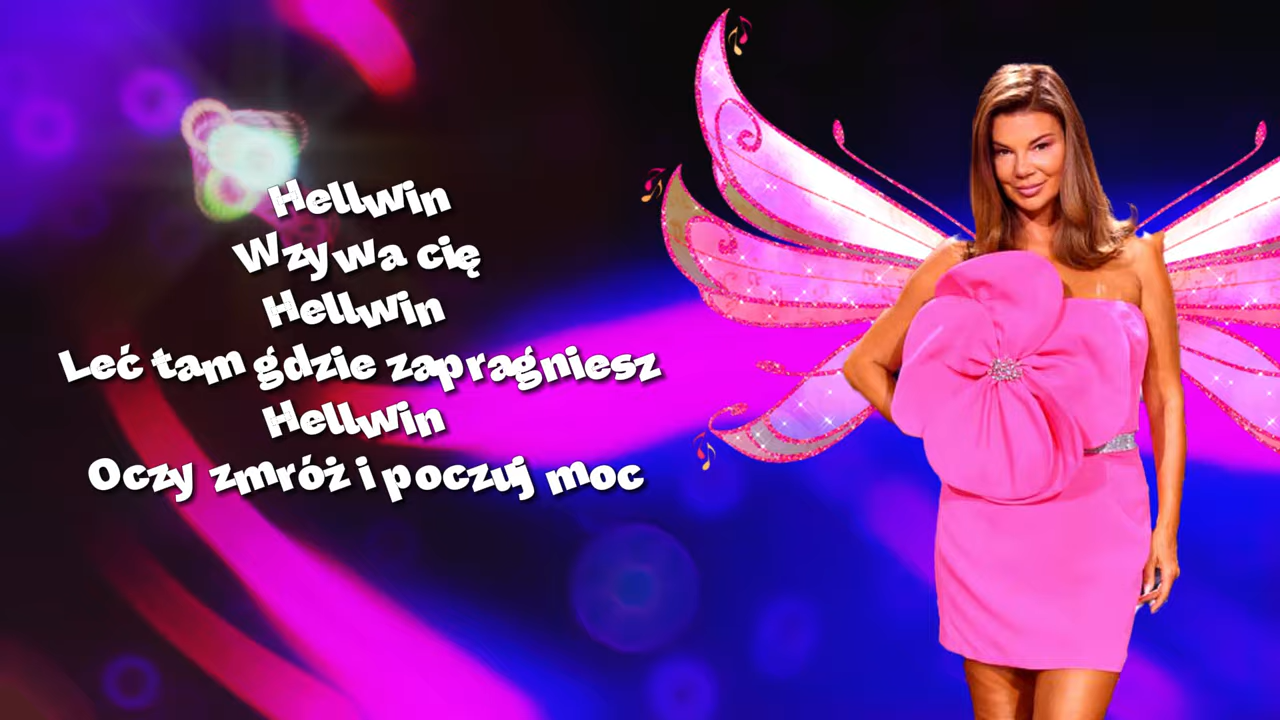 Hellwin
Wzywa cię
Hellwin
Leć tam gdzie zapragniesz
Hellwin
Oczy zmróż i poczuj moc